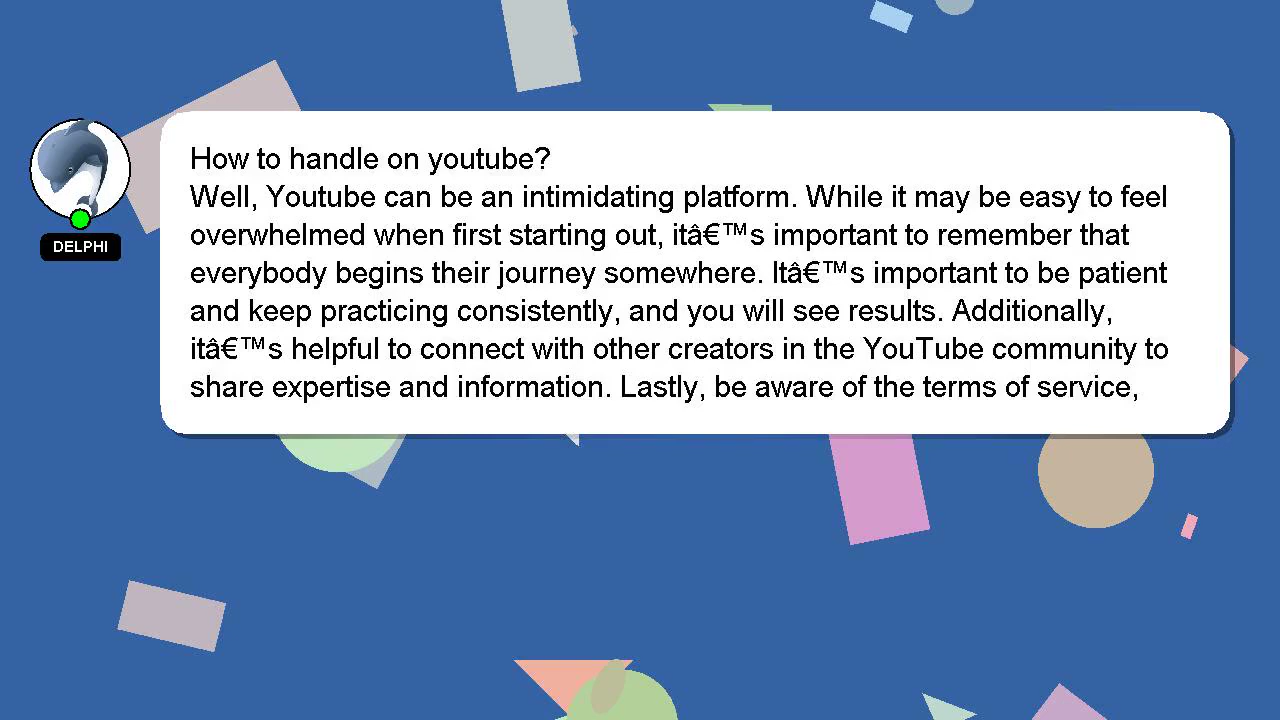 How to handle on youtube?
Well, Youtube can be an intimidating platform. While it may be easy to feel
overwhelmed when first starting out, itâ€™s important to remember that
everybody begins their journey somewhere. Itâ€™s important to be patient
and keep practicing consistently, and you will see results. Additionally,
itâ€™s helpful to connect with other creators in the YouTube community to
share expertise and information. Lastly, be aware of the terms of service,
DELPHI